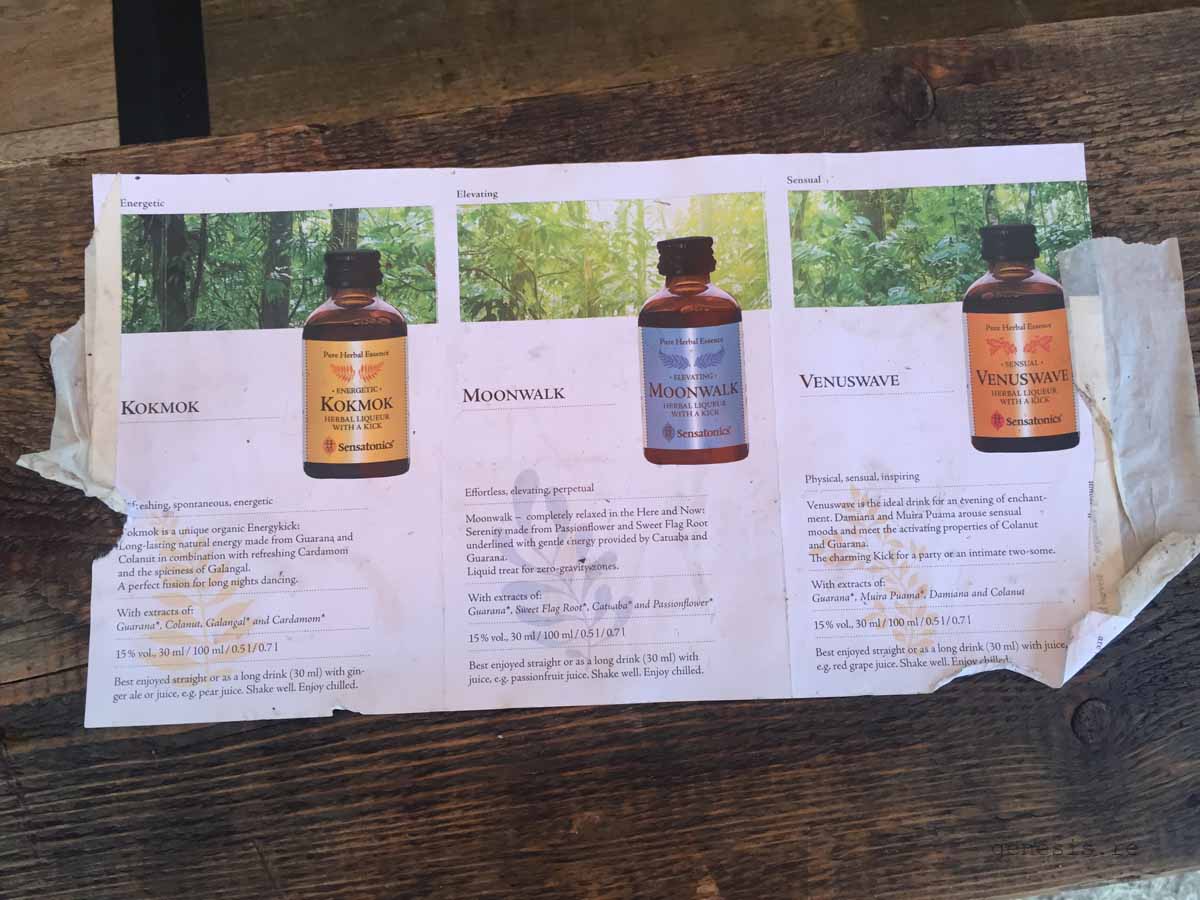 Energetic
Pure Herbal Essence
• ENERGETIC •
KOKMOK
HERBAL LIQUEUR
WITH A KICK
Sensatonics®
KOKMOK
freshing, spontaneous, energetic
Kokmok is a unique organic Energykick:
Long-lasting natural energy made from Guarana and
Colanut in combination with refreshing Cardamom
and the spiciness of Galangal.
A perfect fusion for long nights dancing.
With extracts of:
Guarana*, Colanut, Galangal* and Cardamom*
15 % vol., 30 ml / 100 ml / 0.5 l / 0.7 l
Best enjoyed straight or as a long drink (30 ml) with gin-
ger ale or juice, e.g. pear juice. Shake well. Enjoy chilled.
Elevating
Pure Herbal Essence
• ELEVATING •
MOONWALK
HERBAL LIQUEUR
WITH A KICK
Sensatonics®
MOONWALK
Effortless, elevating, perpetual
Moonwalk – completely relaxed in the Here and Now:
Serenity made from Passionflower and Sweet Flag Root
underlined with gentle energy provided by Catuaba and
Guarana.
Liquid treat for zero-gravity-zones.
With extracts of:
Guarana*, Sweet Flag Root*, Catuaba* and Passionflower*
15 % vol., 30 ml / 100 ml / 0.5 l / 0.7 l
Best enjoyed straight or as a long drink (30 ml) with
juice, e.g. passionfruit juice. Shake well. Enjoy chilled.
Sensual
Pure Herbal Essence
• SENSUAL •
VENUSWAVE
HERBAL LIQUEUR
WITH A KICK
Sensatonics®
VENUSWAVE
Physical, sensual, inspiring
Venuswave is the ideal drink for an evening of enchant-
ment. Damiana and Muira Puama arouse sensual
moods and meet the activating properties of Colanut
and Guarana.
The charming Kick for a party or an intimate two-some.
With extracts of:
Guarana*, Muira Puama*, Damiana and Colanut
15 % vol., 30 ml / 100 ml / 0.5 l / 0.7 l
Best enjoyed straight or as a long drink (30 ml) with juice,
e.g. red grape juice. Shake well. Enjoy chilled.
genesis.re